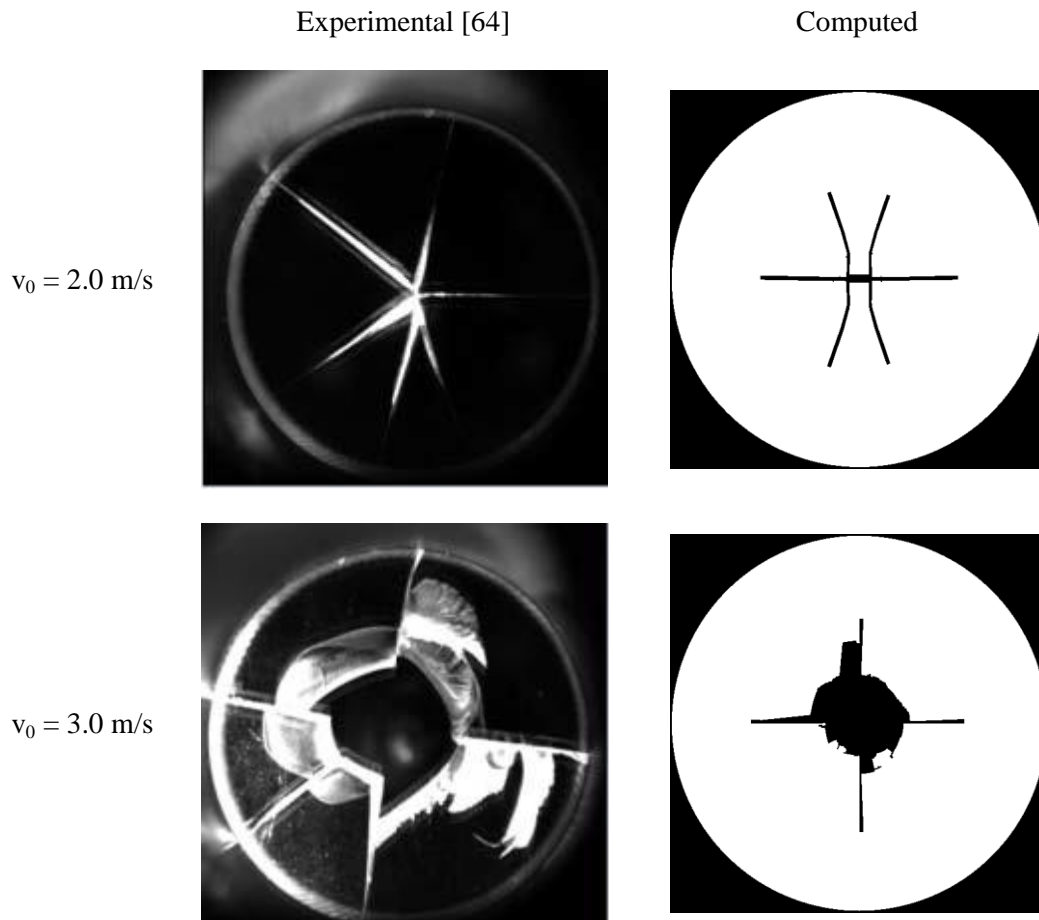 Experimental [64]
Computed
v₀ = 2.0 m/s
v₀ = 3.0 m/s